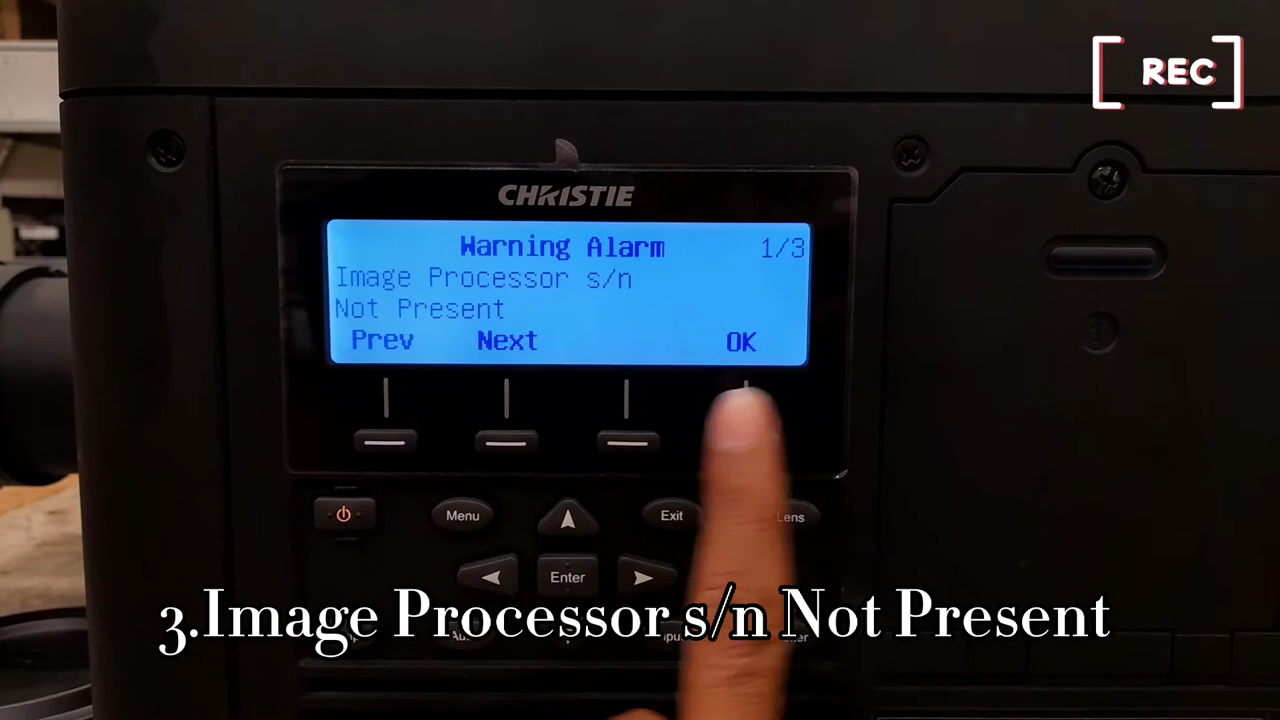 REC
CHRISTIE
Warning Alarm 1/3
Image Processor s/n
Not Present
Prev Next OK
Menu Exit Lens
Enter
3.Image Processor s/n Not Present